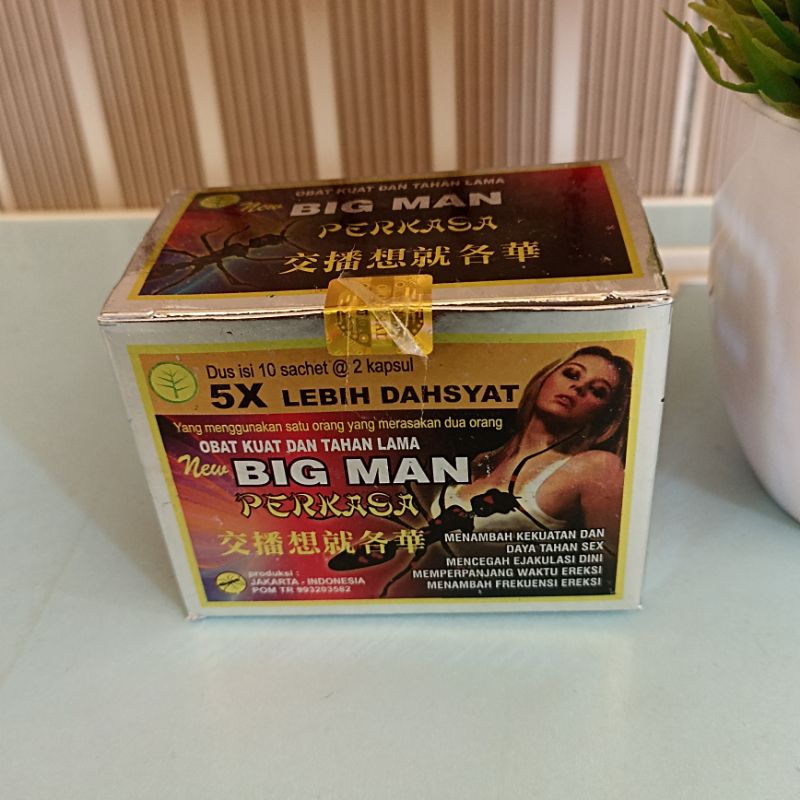 OBAT KUAT DAN TAHAN LAMA
New BIG MAN
PERKASA
交播想就各華
Dus isi 10 sachet @ 2 kapsul
5X LEBIH DAHSYAT
Yang menggunakan satu orang yang merasakan dua orang
OBAT KUAT DAN TAHAN LAMA
New BIG MAN
PERKASA
交播想就各華
MENAMBAH KEKUATAN DAN
DAYA TAHAN SEX
MENCEGAH EJAKULASI DINI
MEMPERPANJANG WAKTU EREKSI
MENAMBAH FREKUENSI EREKSI
produksi :
JAKARTA - INDONESIA
POM TR 993203582